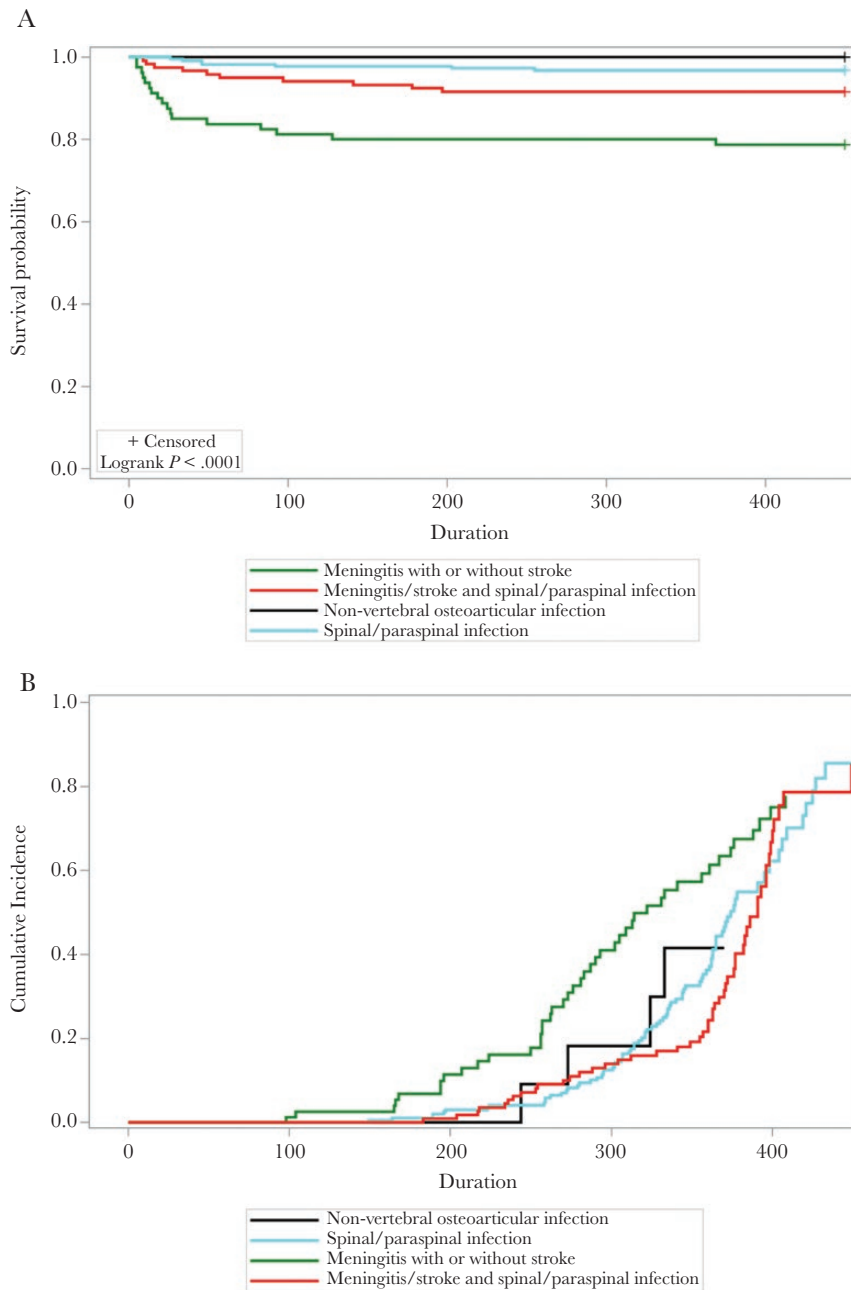 A
1.0
0.8
0.6
0.4
0.2
0.0
Survival probability
+ Censored
Logrank P < .0001
0 100 200 300 400
Duration
Meningitis with or without stroke
Meningitis/stroke and spinal/paraspinal infection
Non-vertebral osteoarticular infection
Spinal/paraspinal infection
B
1.0
0.8
0.6
0.4
0.2
0.0
Cumulative Incidence
0 100 200 300 400
Duration
Non-vertebral osteoarticular infection
Spinal/paraspinal infection
Meningitis with or without stroke
Meningitis/stroke and spinal/paraspinal infection